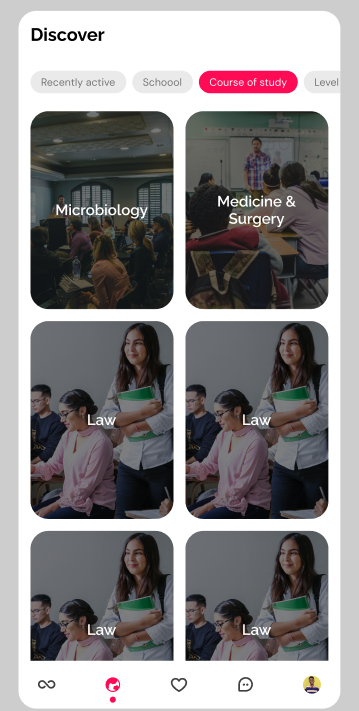 Discover
Recently active
Schoool
Course of study
Level
Microbiology
Medicine &
Surgery
Law
Law
Law
Law